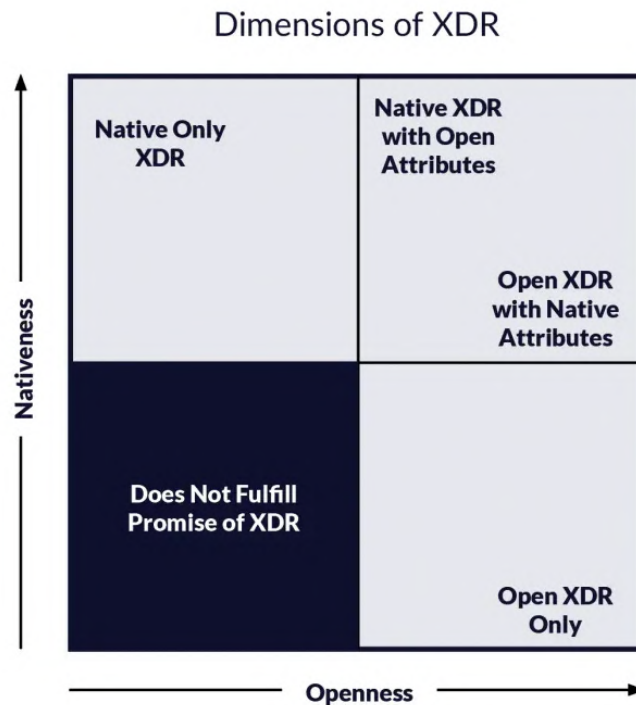 Dimensions of XDR
Native Only
XDR
Native XDR
with Open
Attributes
Open XDR
with Native
Attributes
Nativeness
Does Not Fulfill
Promise of XDR
Open XDR
Only
Openness